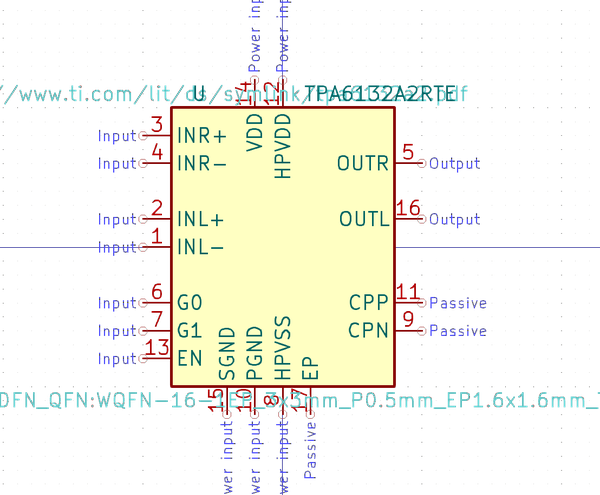 Power in
Power in
//www.ti.com/lit/ds/symlink/tpa6132a2.pdf
U
TPA6132A2RTE
14
12
VDD
HPVDD
Input 3 INR+
Input 4 INR-
OUTR 5 Output
Input 2 INL+
OUTL 16 Output
Input 1 INL-
Input 6 G0
CPP 11 Passive
Input 7 G1
CPN 9 Passive
Input 13 EN
SGND
PGND
HPVSS
EP
15
10
8
17
DFN_QFN:WQFN-16-1EP_3x3mm_P0.5mm_EP1.6x1.6mm_
wer input
wer input
wer input
Passive